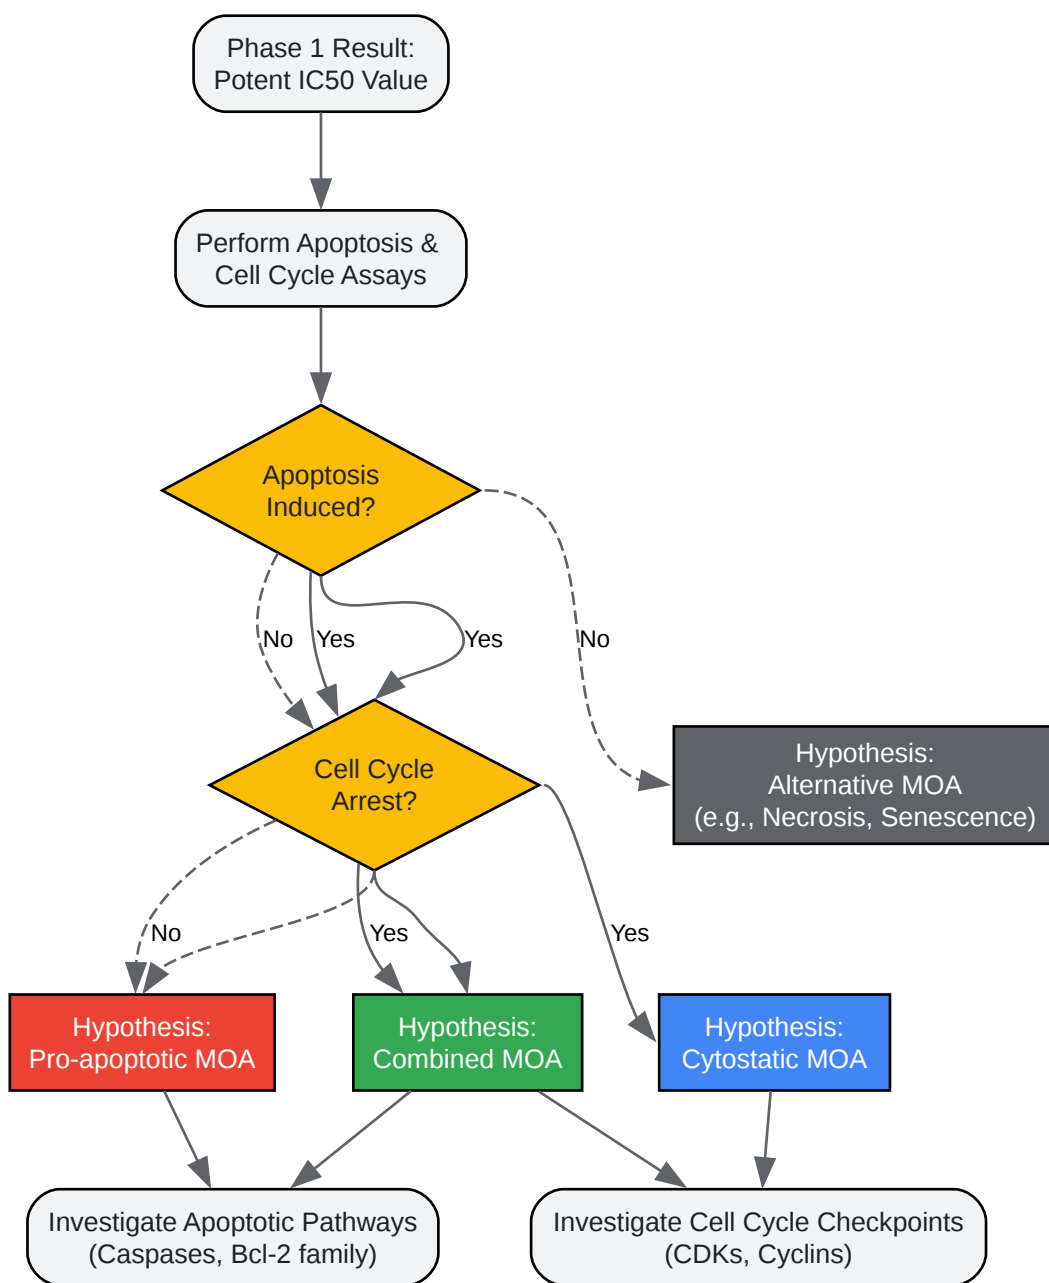 Phase 1 Result:
Potent IC50 Value
Perform Apoptosis &
Cell Cycle Assays
Apoptosis
Induced?
No
Yes
Yes
No
Cell Cycle
Arrest?
Hypothesis:
Alternative MOA
(e.g., Necrosis, Senescence)
No
Yes
Yes
Hypothesis:
Pro-apoptotic MOA
Hypothesis:
Combined MOA
Hypothesis:
Cytostatic MOA
Investigate Apoptotic Pathways
(Caspases, Bcl-2 family)
Investigate Cell Cycle Checkpoints
(CDKs, Cyclins)